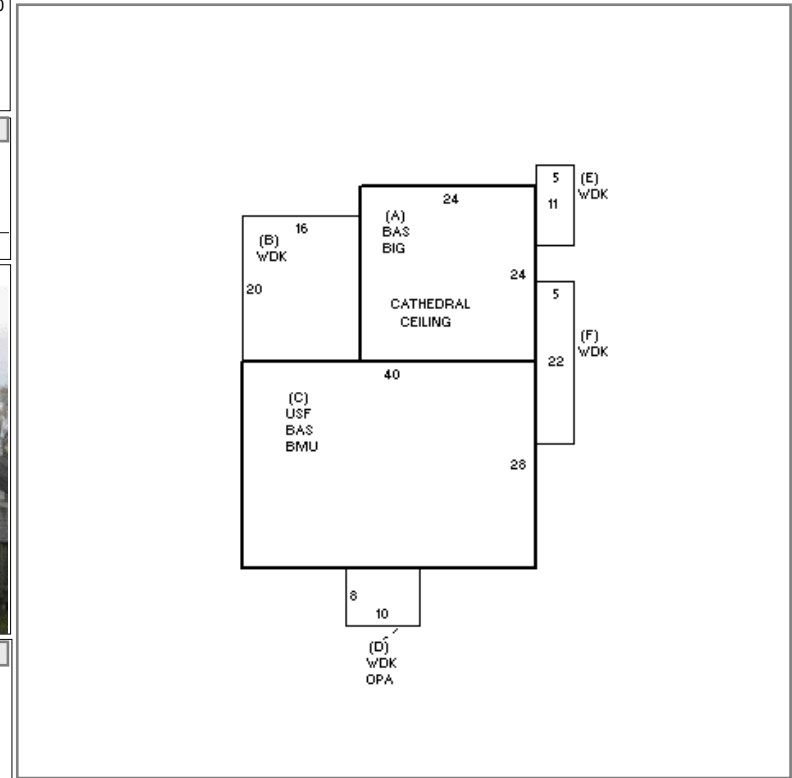 5
(E)
WDK
11
24
(A)
BAS
BIG
16
(B)
WDK
20
24
CATHEDRAL
CEILING
5
(F)
WDK
22
40
(C)
USF
BAS
BMU
28
8
10
(D)
WDK
OPA